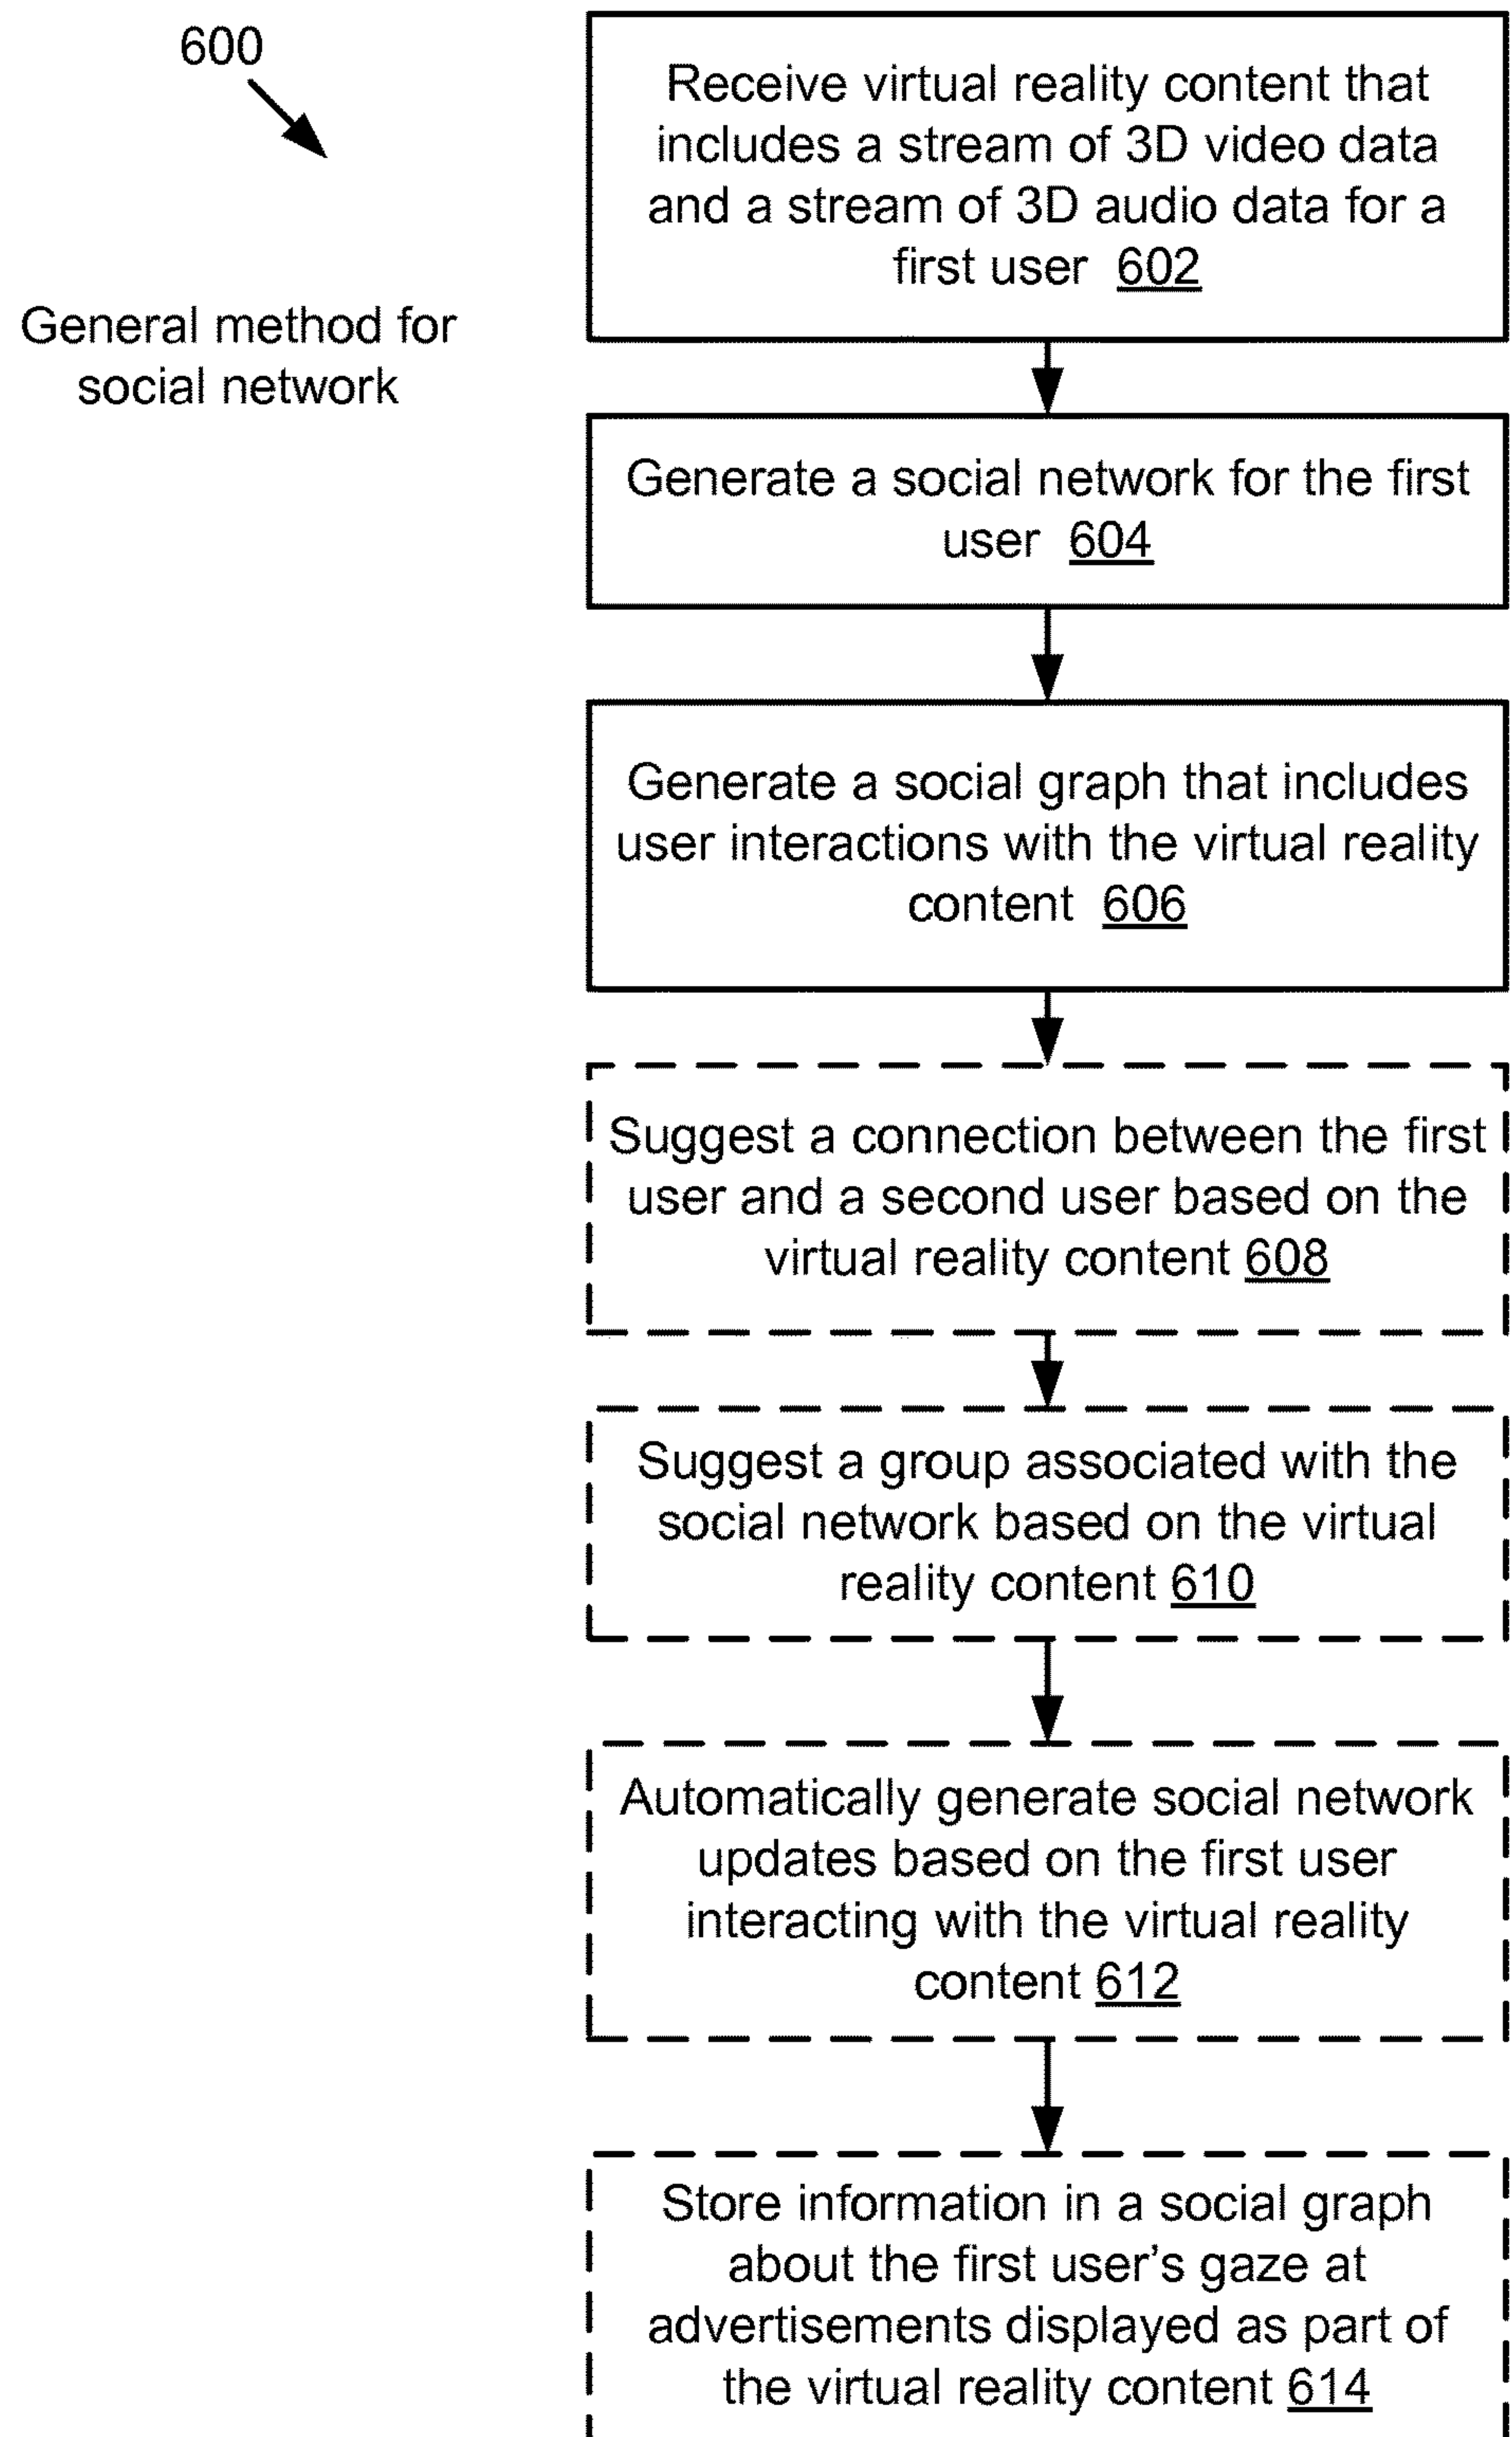 600
General method for
social network
Receive virtual reality content that
includes a stream of 3D video data
and a stream of 3D audio data for a
first user 602
Generate a social network for the first
user 604
Generate a social graph that includes
user interactions with the virtual reality
content 606
Suggest a connection between the first
user and a second user based on the
virtual reality content 608
Suggest a group associated with the
social network based on the virtual
reality content 610
Automatically generate social network
updates based on the first user
interacting with the virtual reality
content 612
Store information in a social graph
about the first user’s gaze at
advertisements displayed as part of
the virtual reality content 614